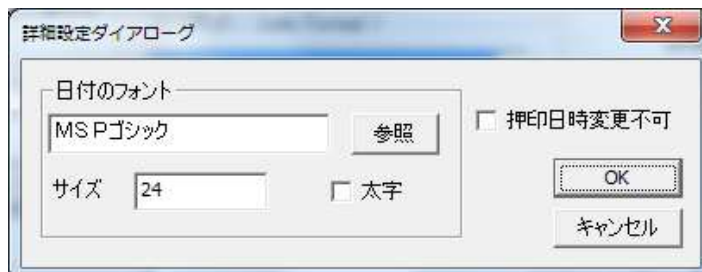 詳細設定ダイアローグ
日付のフォント
MS Pゴシック
参照
サイズ
24
太字
押印日時変更不可
OK
キャンセル